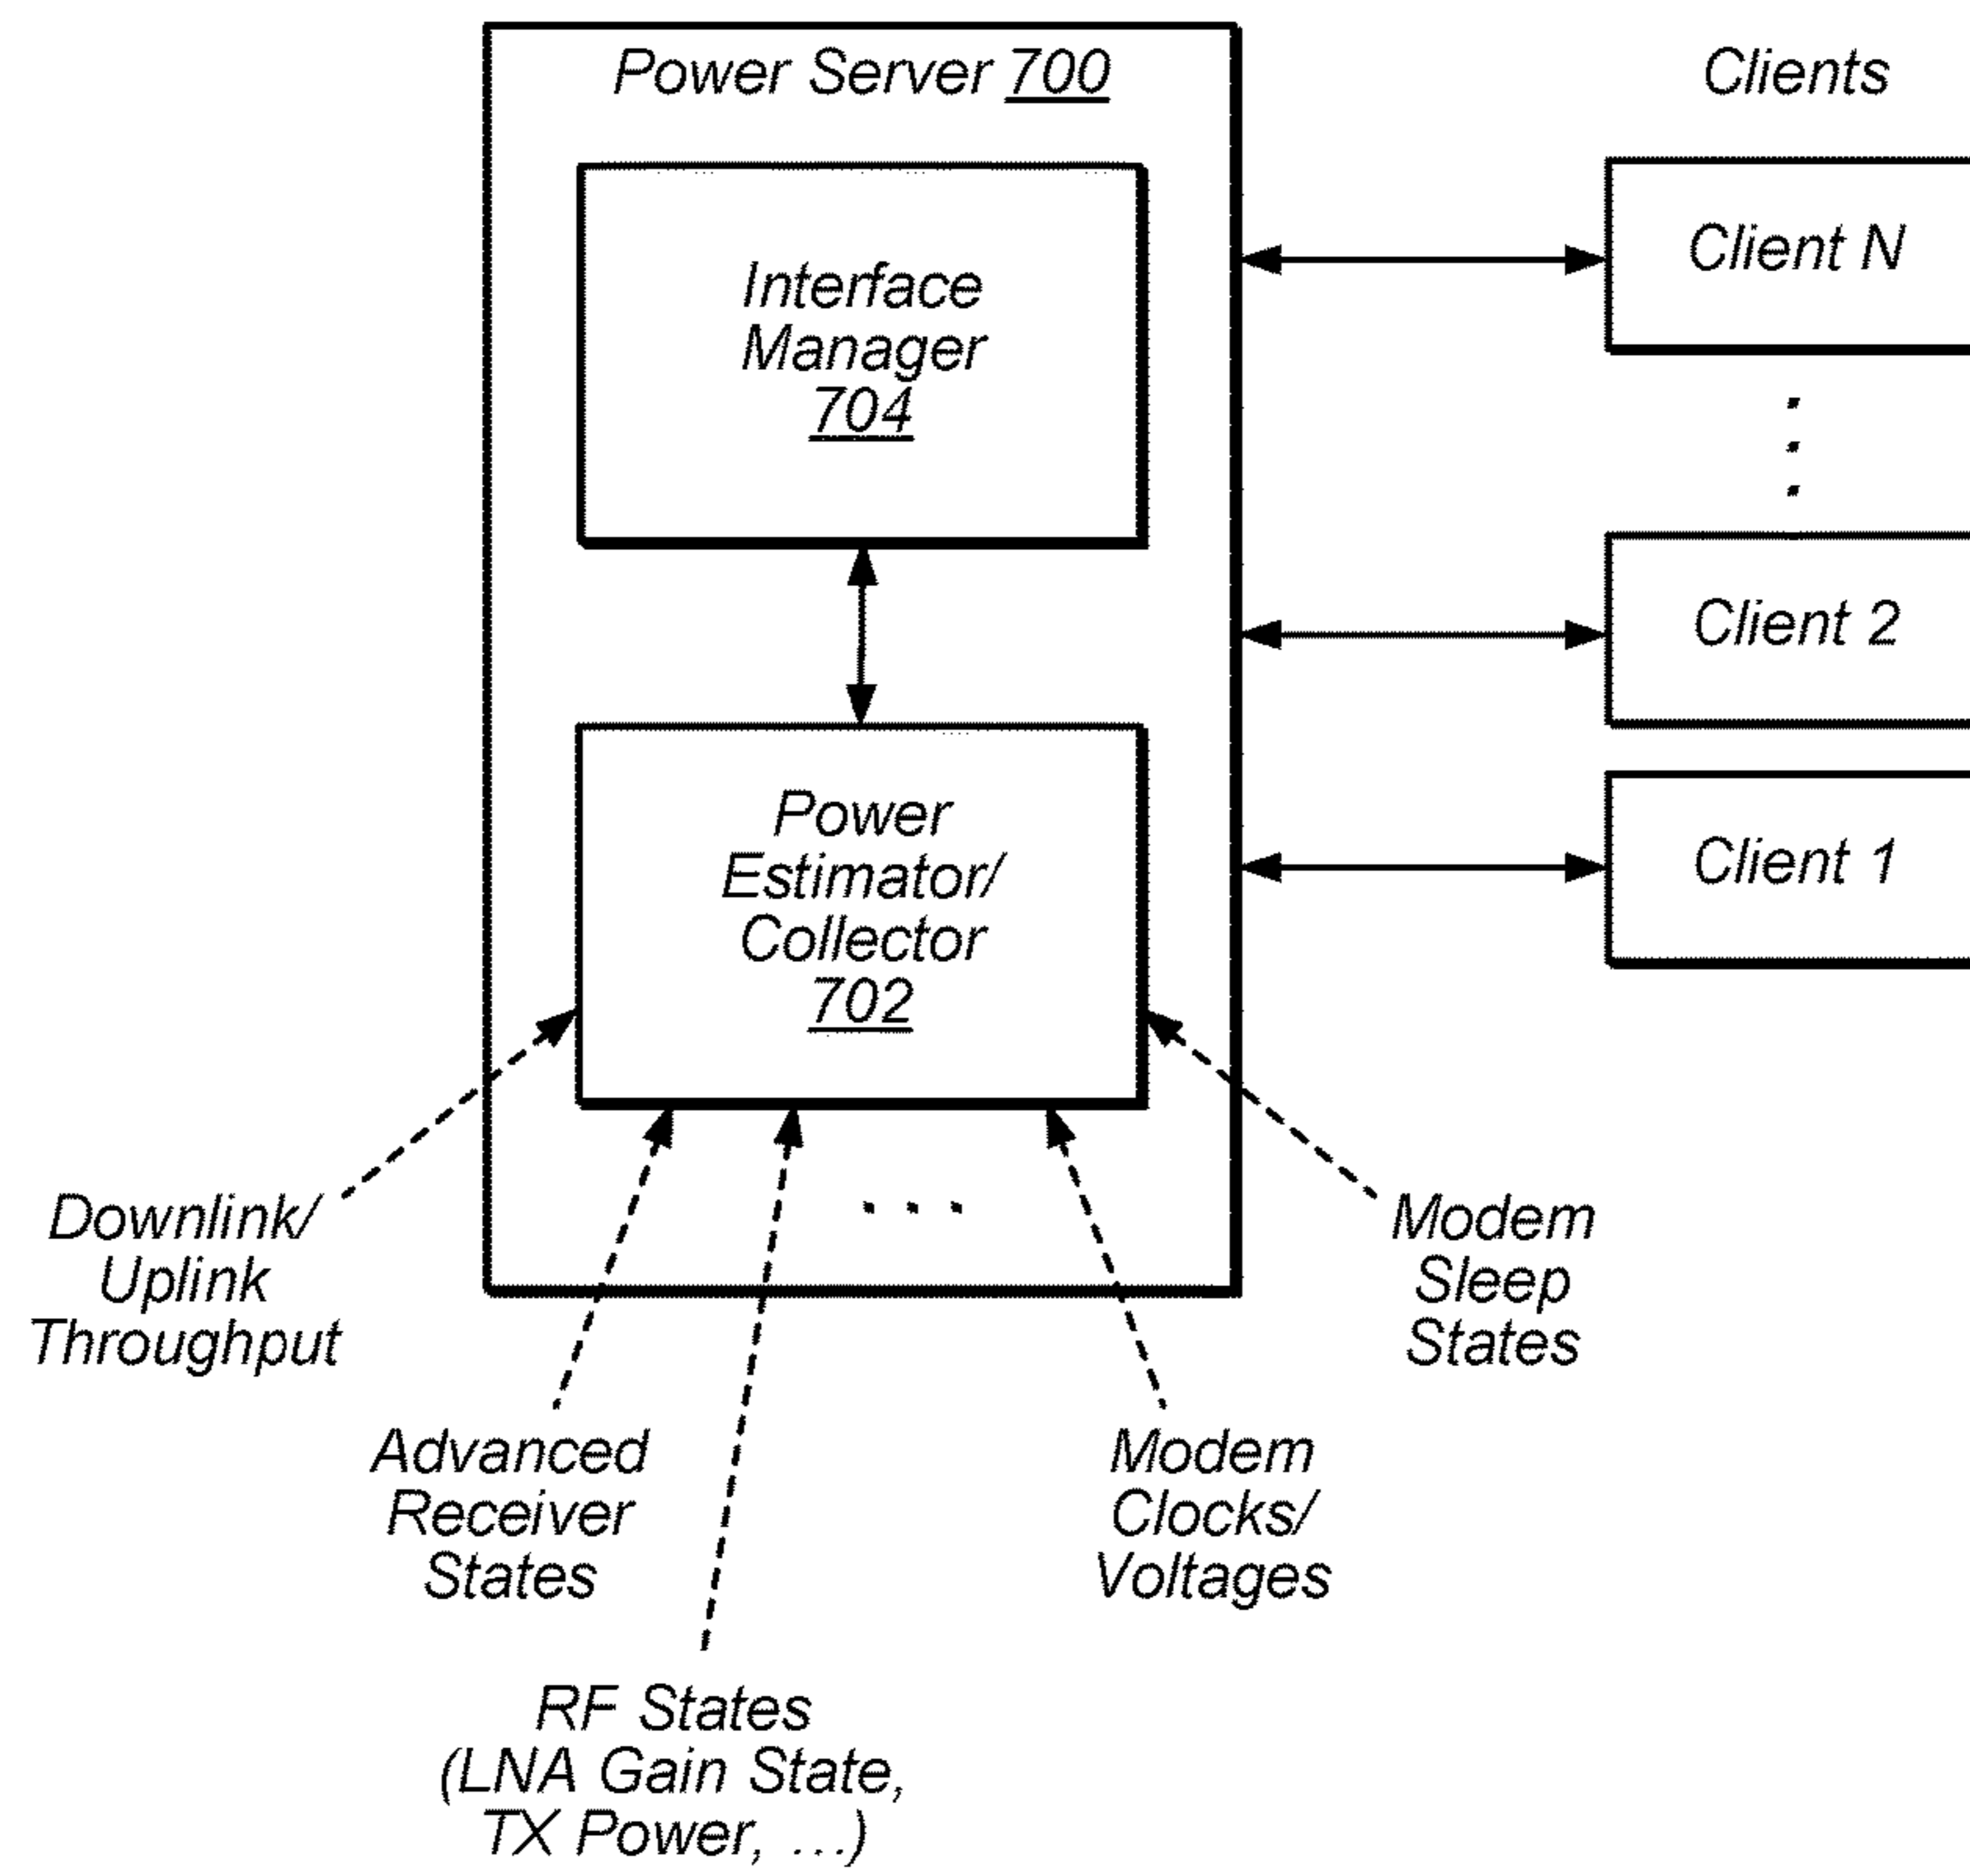 Power Server 700
Clients
Interface
Manager
704
Client N
Client 2
Power
Estimator/
Collector
702
Client 1
. . .
Downlink/
Uplink
Throughput
Modem
Sleep
States
Advanced
Receiver
States
Modem
Clocks/
Voltages
RF States
(LNA Gain State,
TX Power, ...)